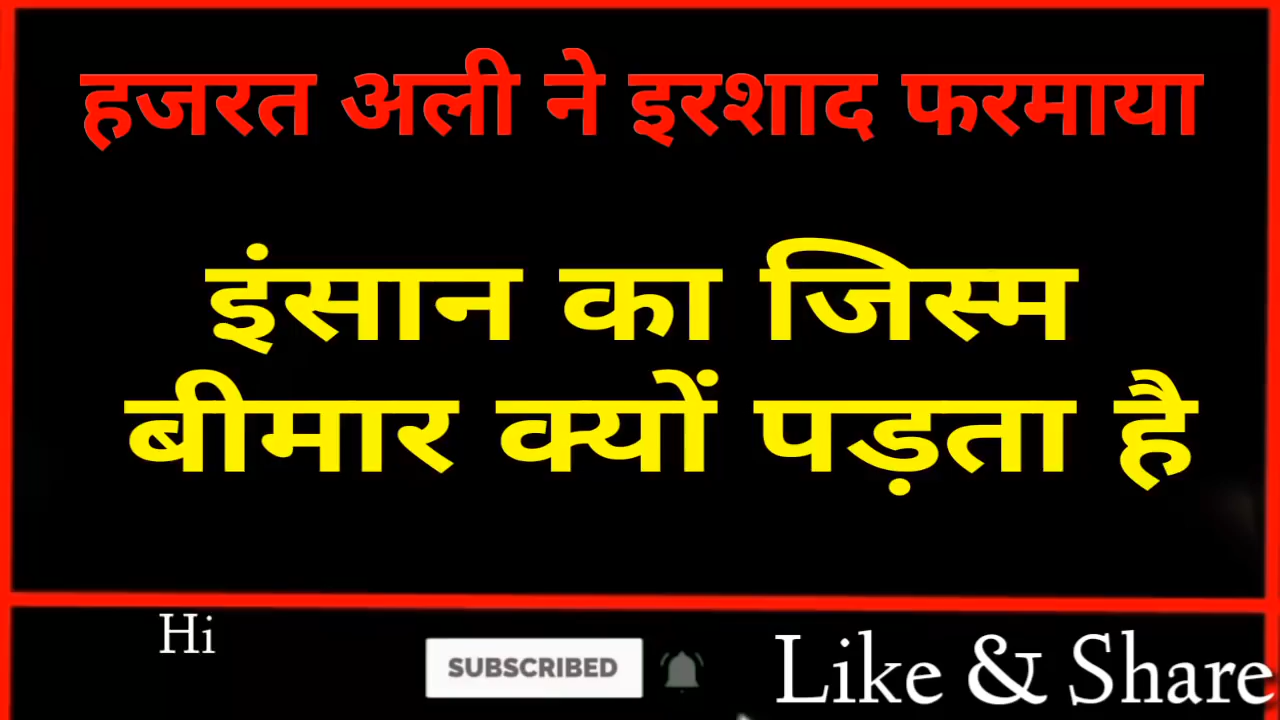 हजरत अली ने इरशाद फरमाया
इंसान का जिस्म
बीमार क्यों पड़ता है
Hi
SUBSCRIBED
Like & Share